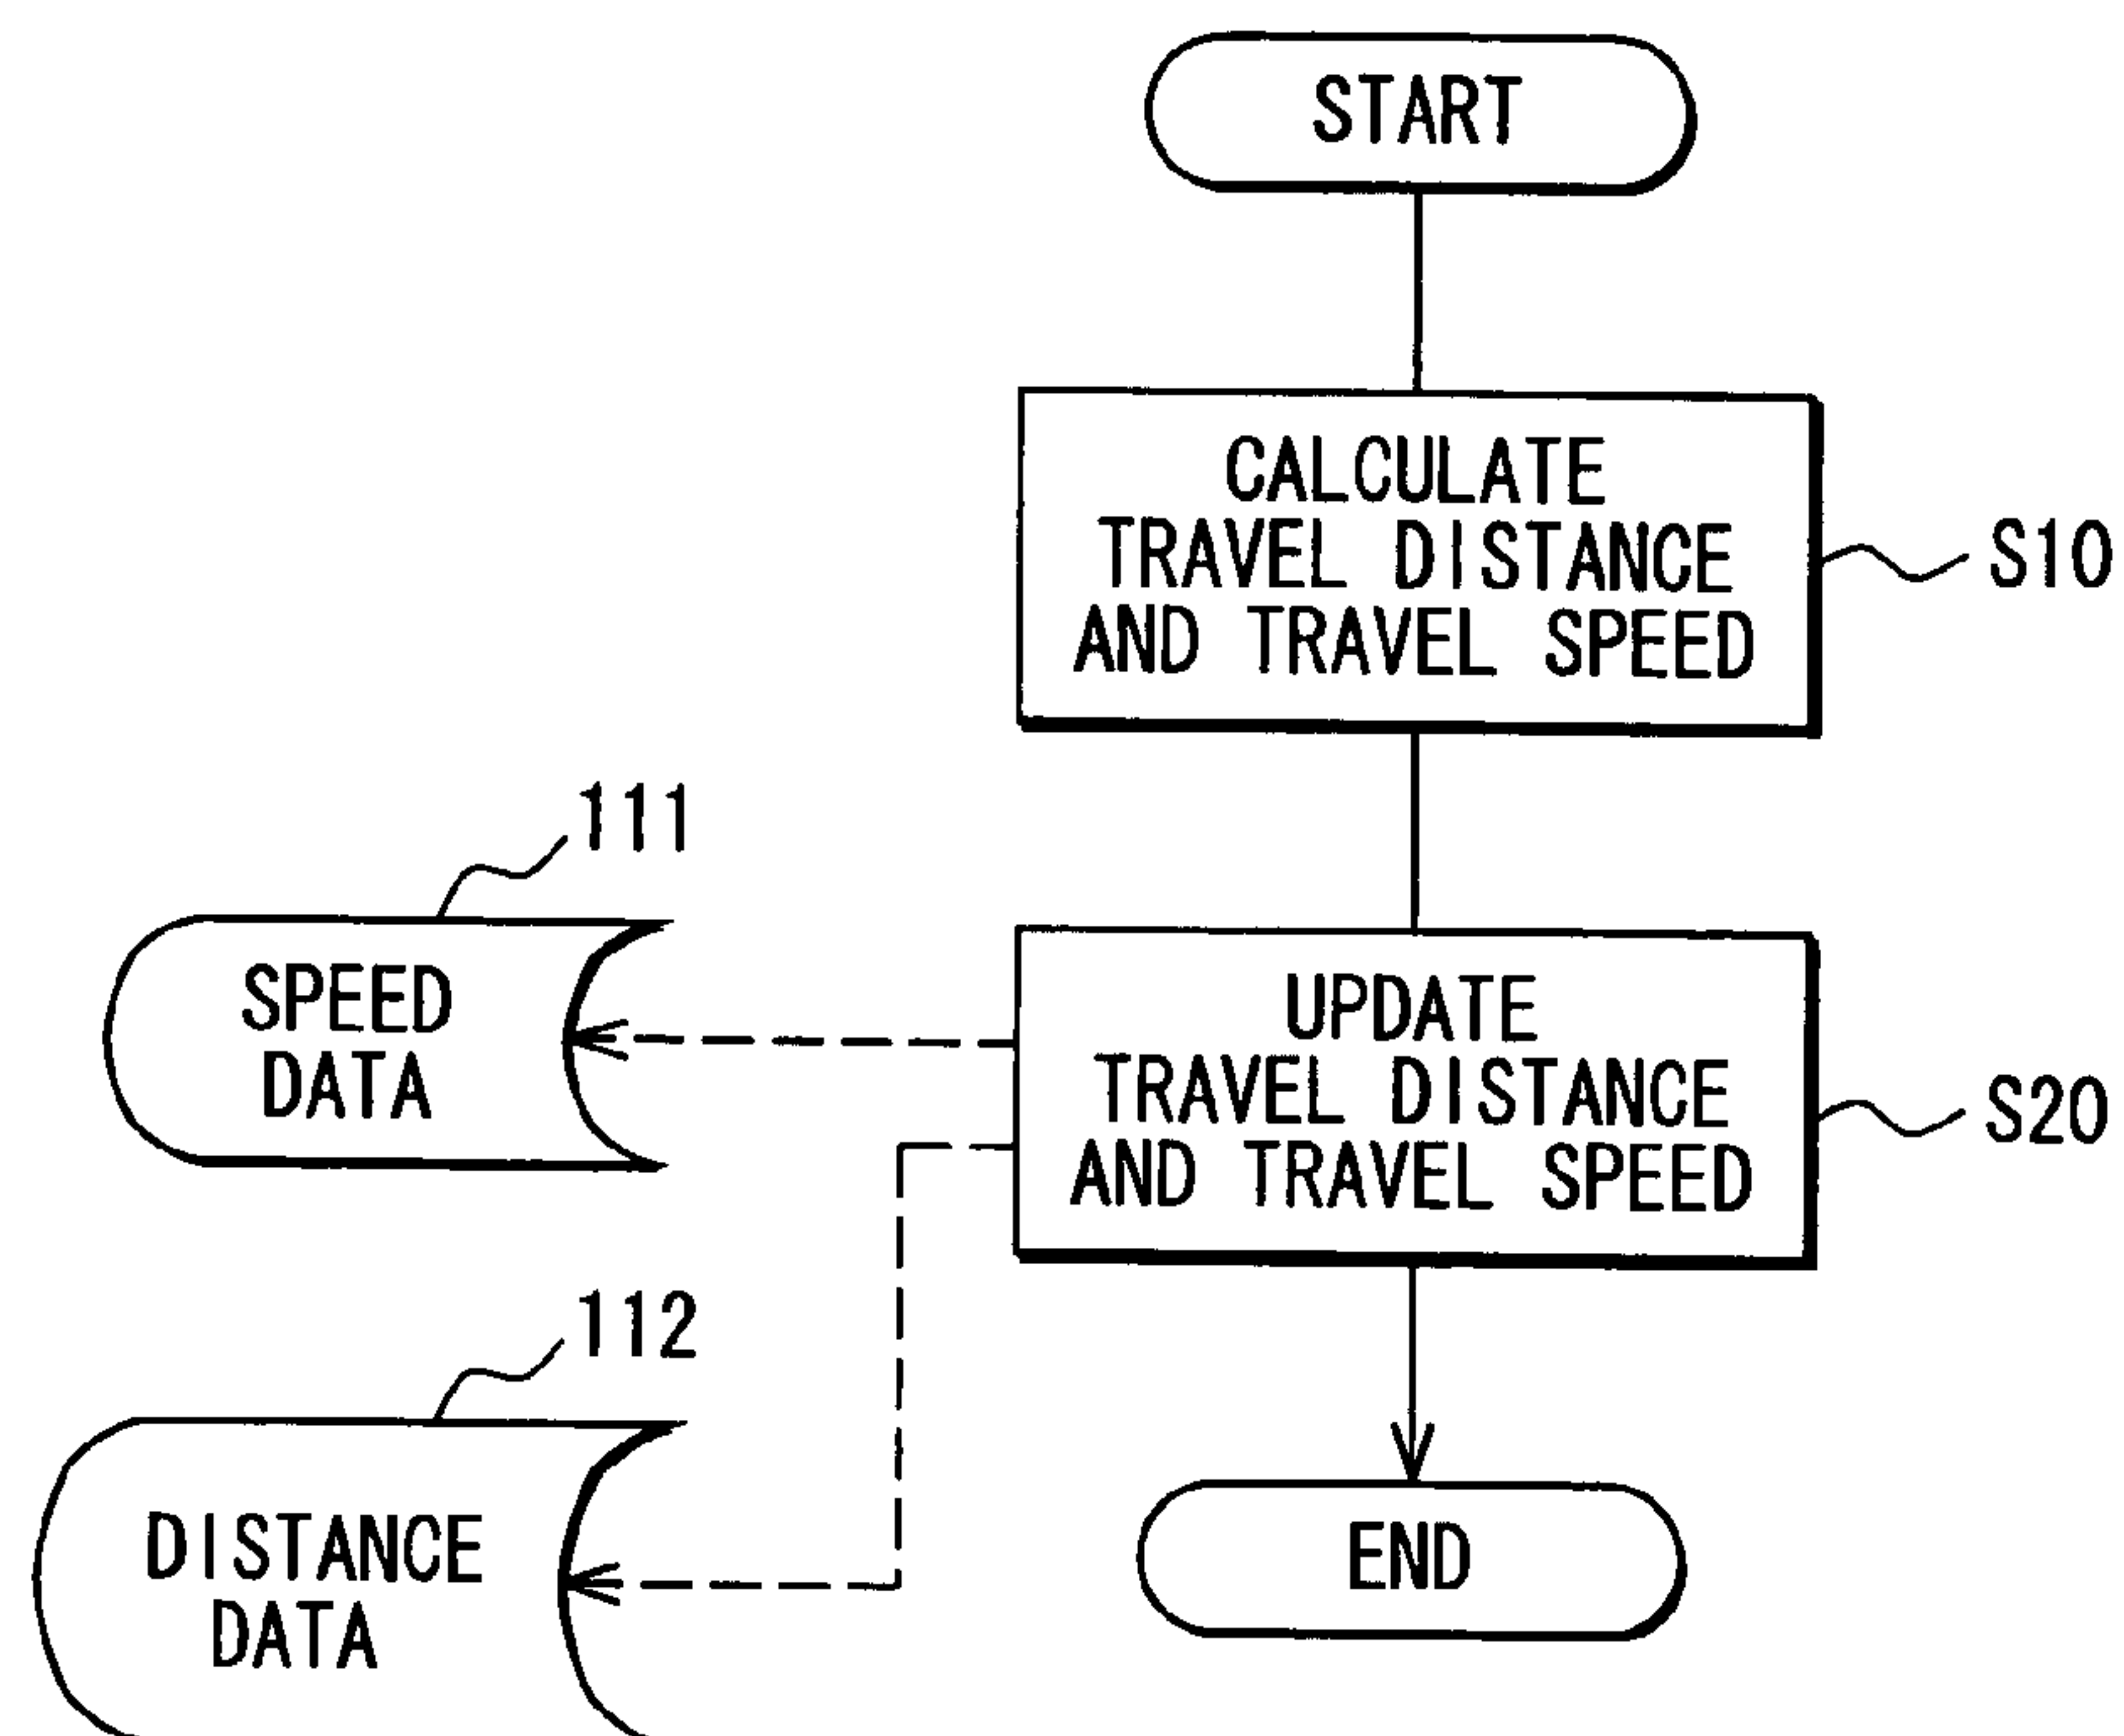 START
CALCULATE
TRAVEL DISTANCE
AND TRAVEL SPEED
S10
111
SPEED
DATA
UPDATE
TRAVEL DISTANCE
AND TRAVEL SPEED
S20
112
DISTANCE
DATA
END